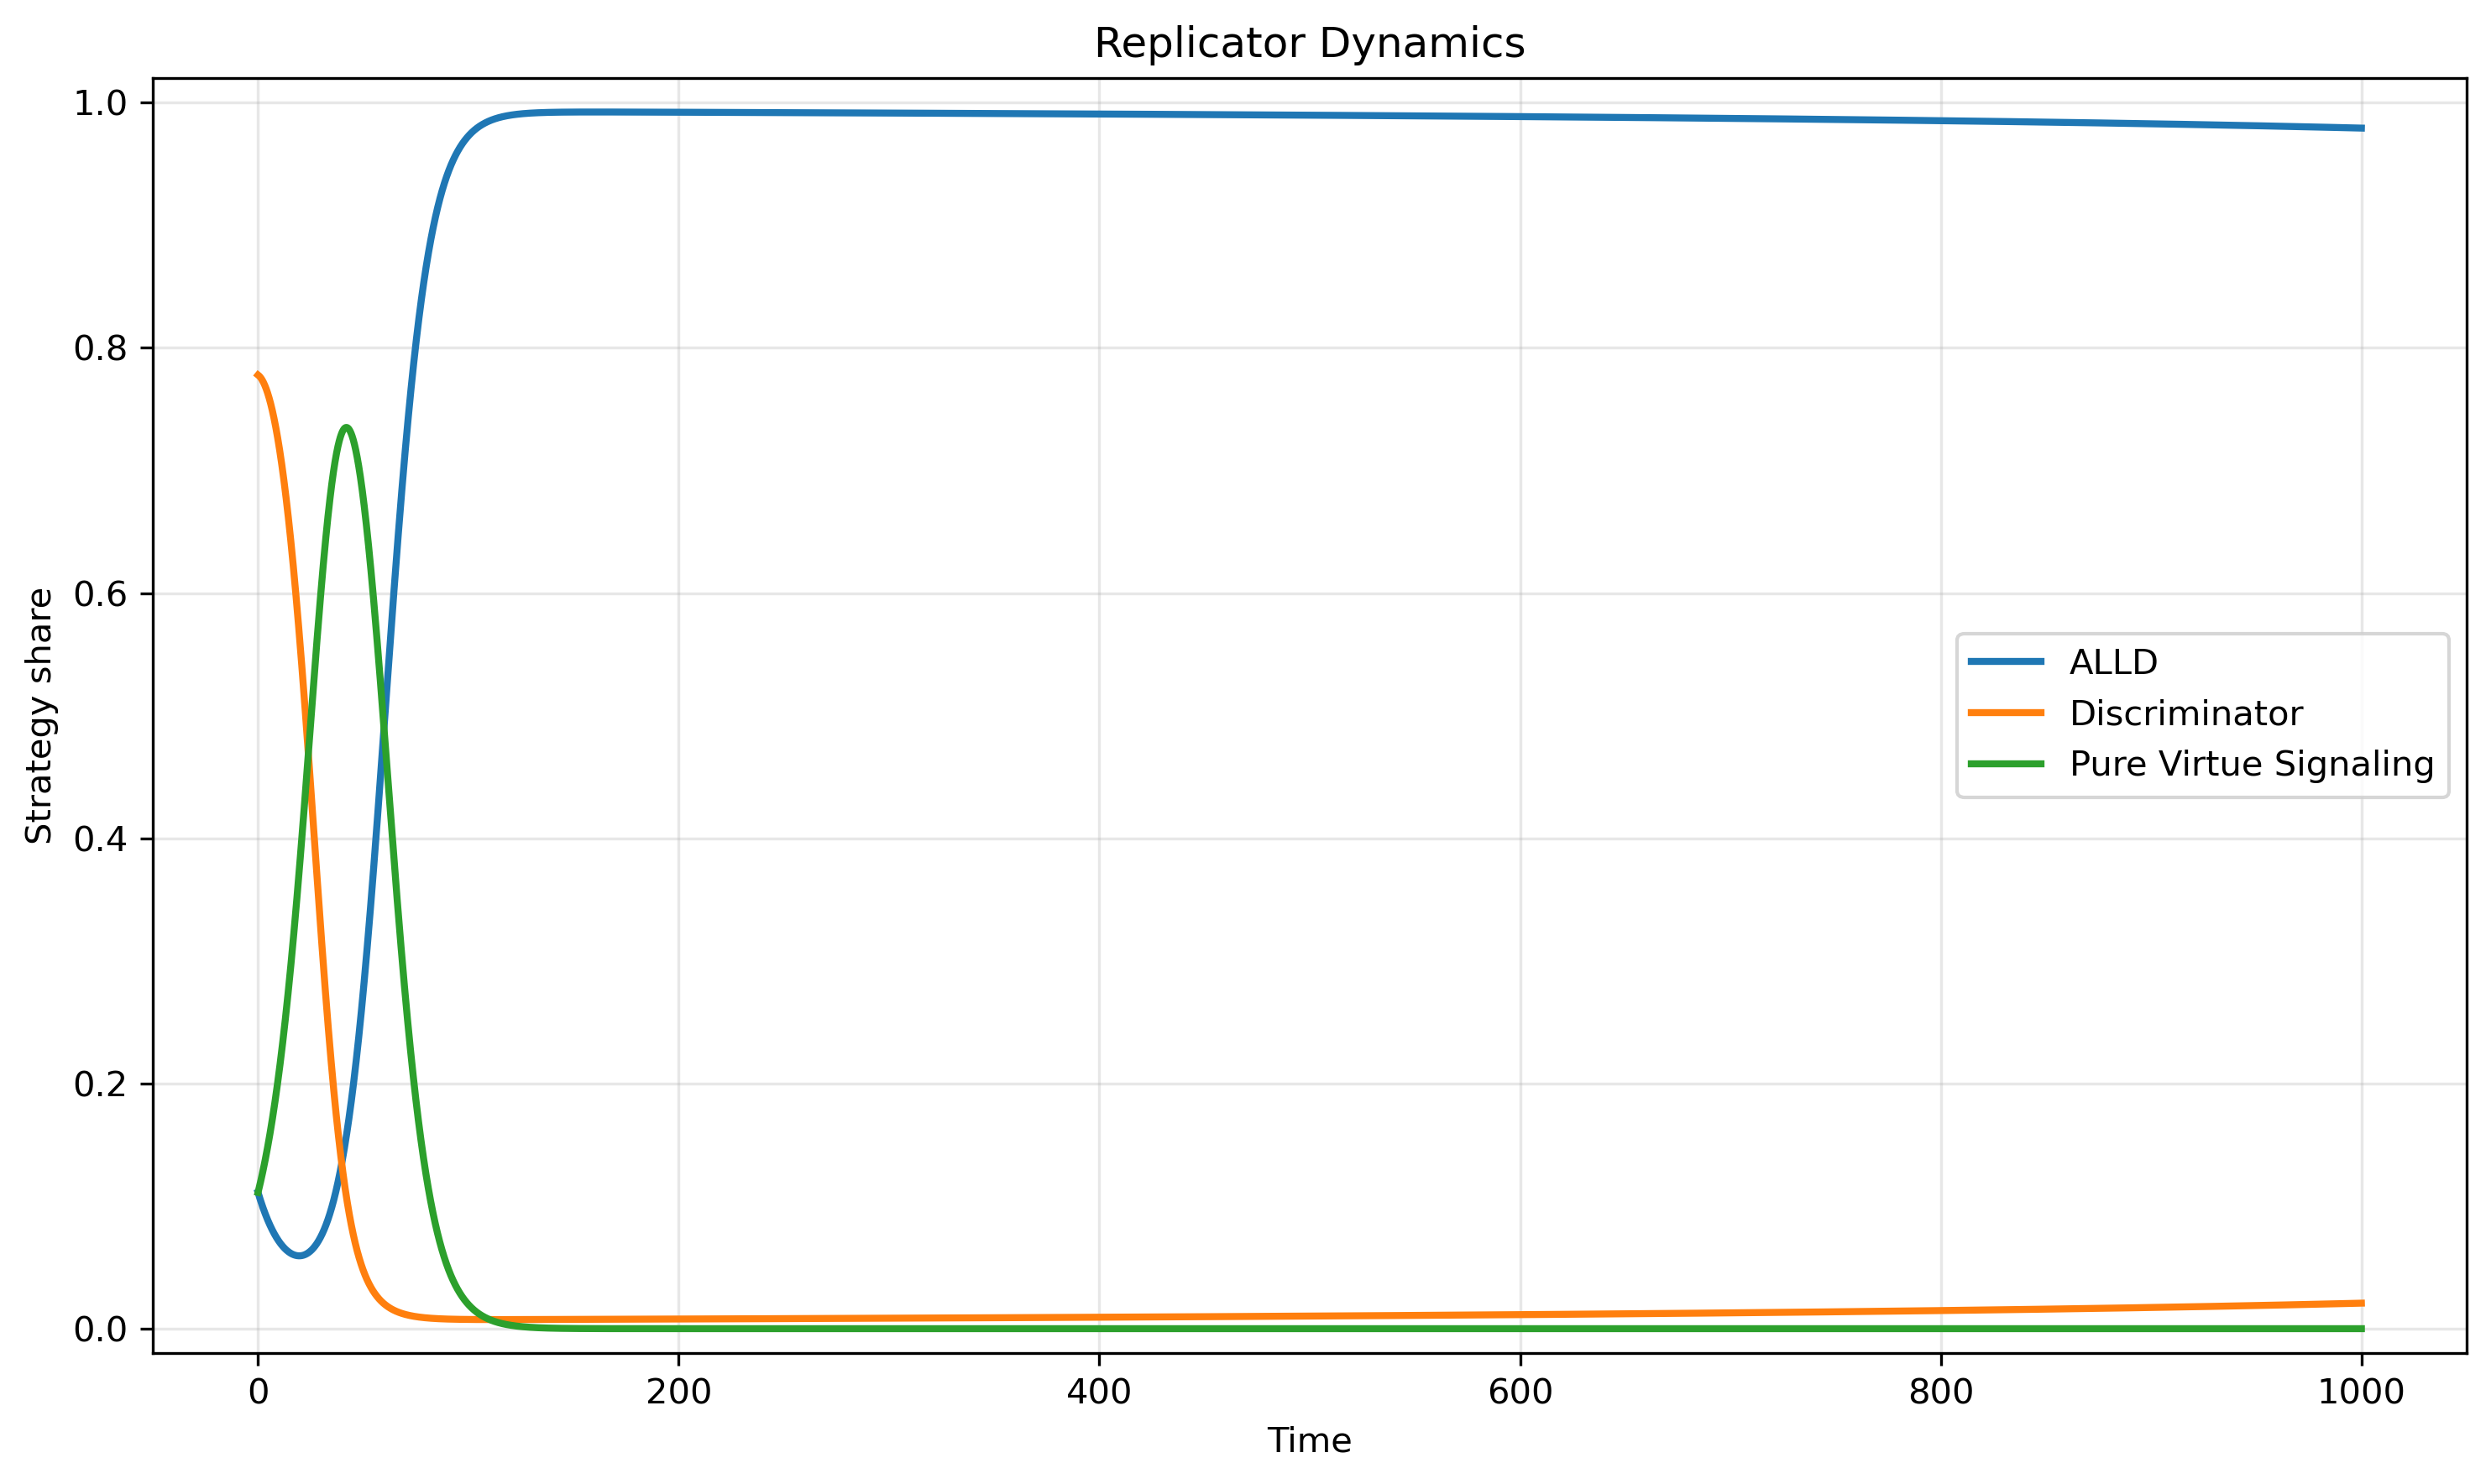 Replicator Dynamics
Strategy share
1.0
0.8
0.6
0.4
0.2
0.0
ALLD
Discriminator
Pure Virtue Signaling
0 200 400 600 800 1000
Time